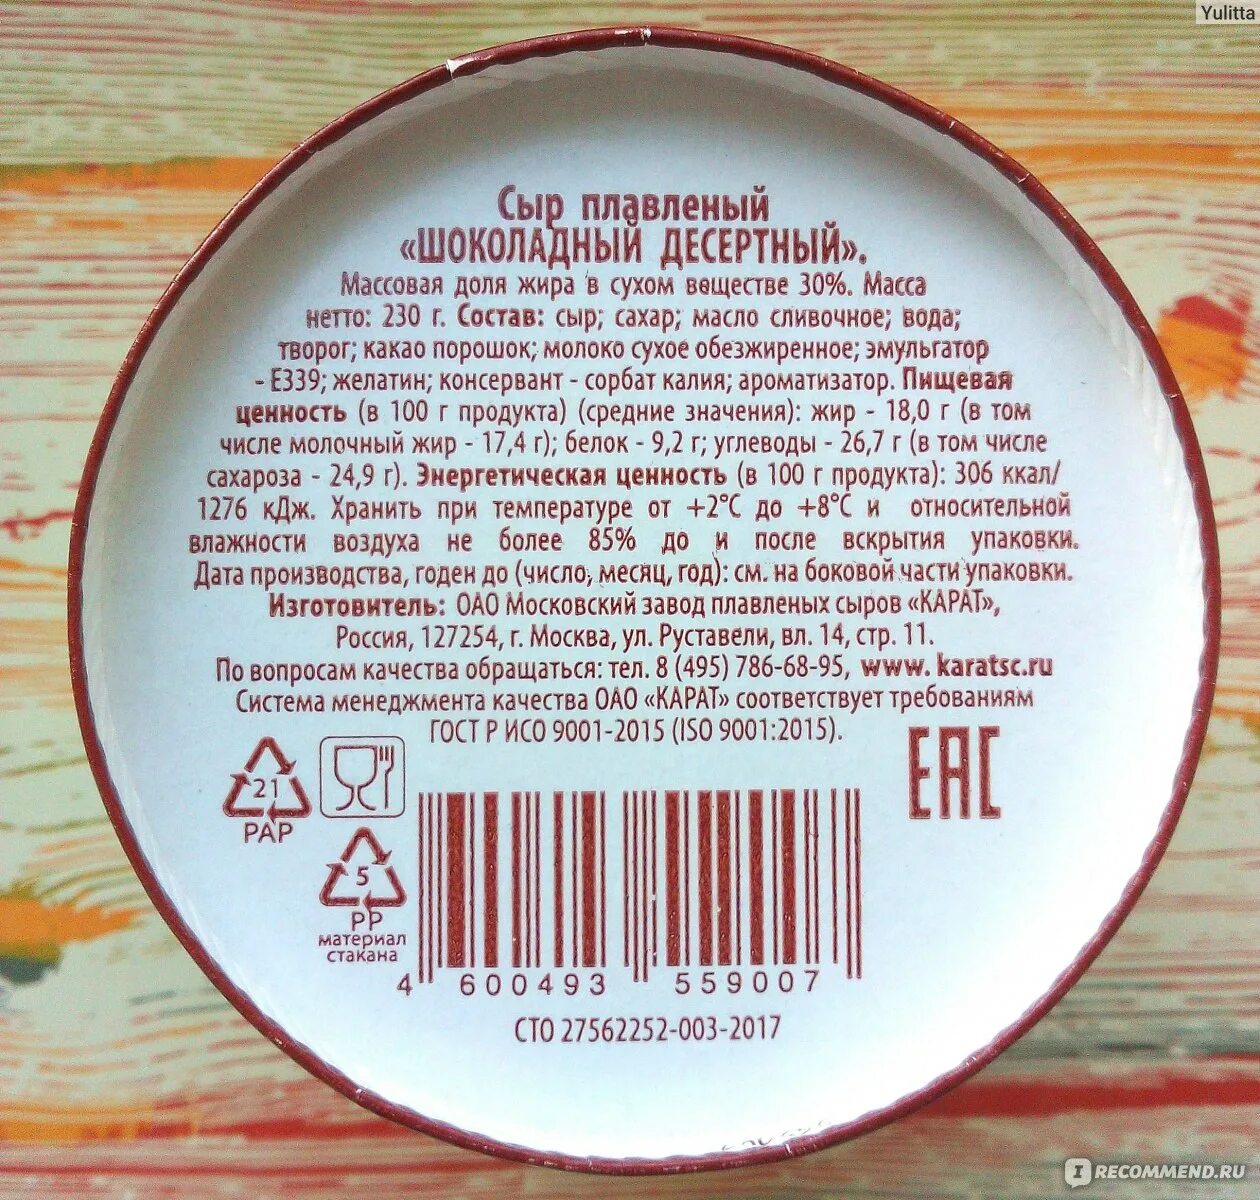 Yulitta
Сыр плавленый
«ШОКОЛАДНЫЙ ДЕСЕРТНЫЙ».
Массовая доля жира в сухом веществе 30%. Масса
нетто: 230 г. Состав: сыр; сахар; масло сливочное; вода;
творог; какао порошок; молоко сухое обезжиренное; эмульгатор
- Е339; желатин; консервант - сорбат калия; ароматизатор. Пищевая
ценность (в 100 г продукта) (средние значения): жир - 18,0 г (в том
числе молочный жир - 17,4 г); белок - 9,2 г; углеводы - 26,7 г (в том числе
сахароза - 24,9 г). Энергетическая ценность (в 100 г продукта): 306 ккал/
1276 кДж. Хранить при температуре от +2°С до +8°С и относительной
влажности воздуха не более 85% до и после вскрытия упаковки.
Дата производства, годен до (число, месяц, год): см. на боковой части упаковки.
Изготовитель: ОАО Московский завод плавленых сыров «КАРАТ»,
Россия, 127254, г. Москва, ул. Руставели, вл. 14, стр. 11.
По вопросам качества обращаться: тел. 8 (495) 786-68-95, www. karatsc.ru
Система менеджмента качества ОАО «КАРАТ» соответствует требованиям
ГОСТ Р ИСО 9001-2015 (ISO 9001:2015).
EAC
21
PAP
5
PP
материал
стакана
4 600493 559007
СТО 27562252-003-2017
IRECOMMEND.RU